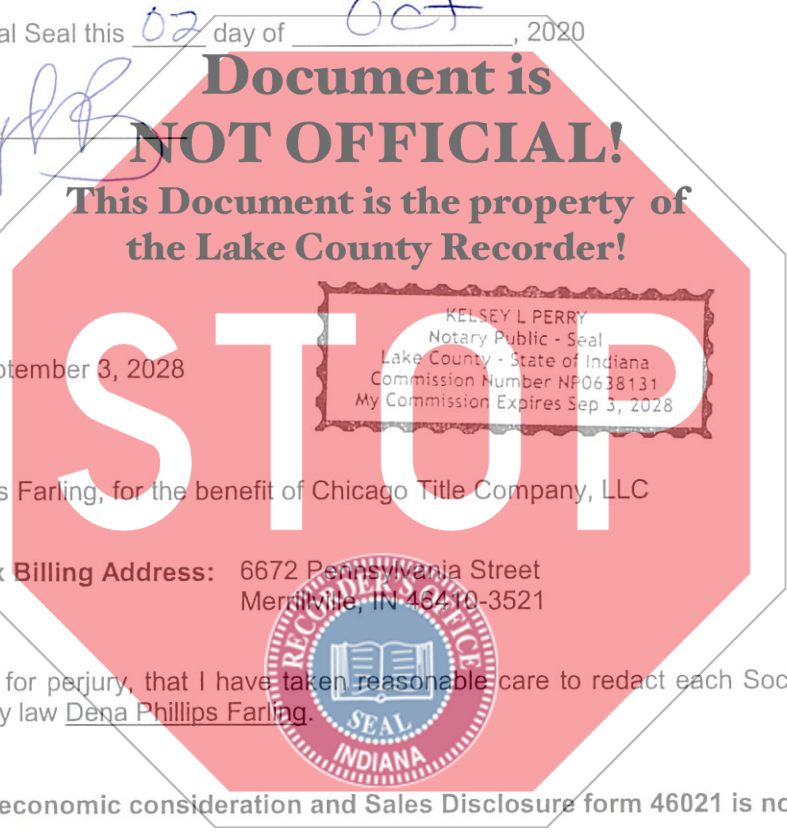 al Seal this 02 day of OCT, 2020
Document is
NOT OFFICIAL!
This Document is the property of
the Lake County Recorder!
KELSEY L PERRY
Notary Public - Seal
Lake County - State of Indiana
Commission Number NP0638131
My Commission Expires Sep 3, 2028
ptember 3, 2028
STOP
s Farling, for the benefit of Chicago Title Company, LLC
x Billing Address: 6672 Pennsylvania Street
Merrillville, IN 46410-3521
RECORDER'S OFFICE
SEAL
INDIANA
for perjury, that I have taken reasonable care to redact each Soc
y law Dena Phillips Farling.
economic consideration and Sales Disclosure form 46021 is no